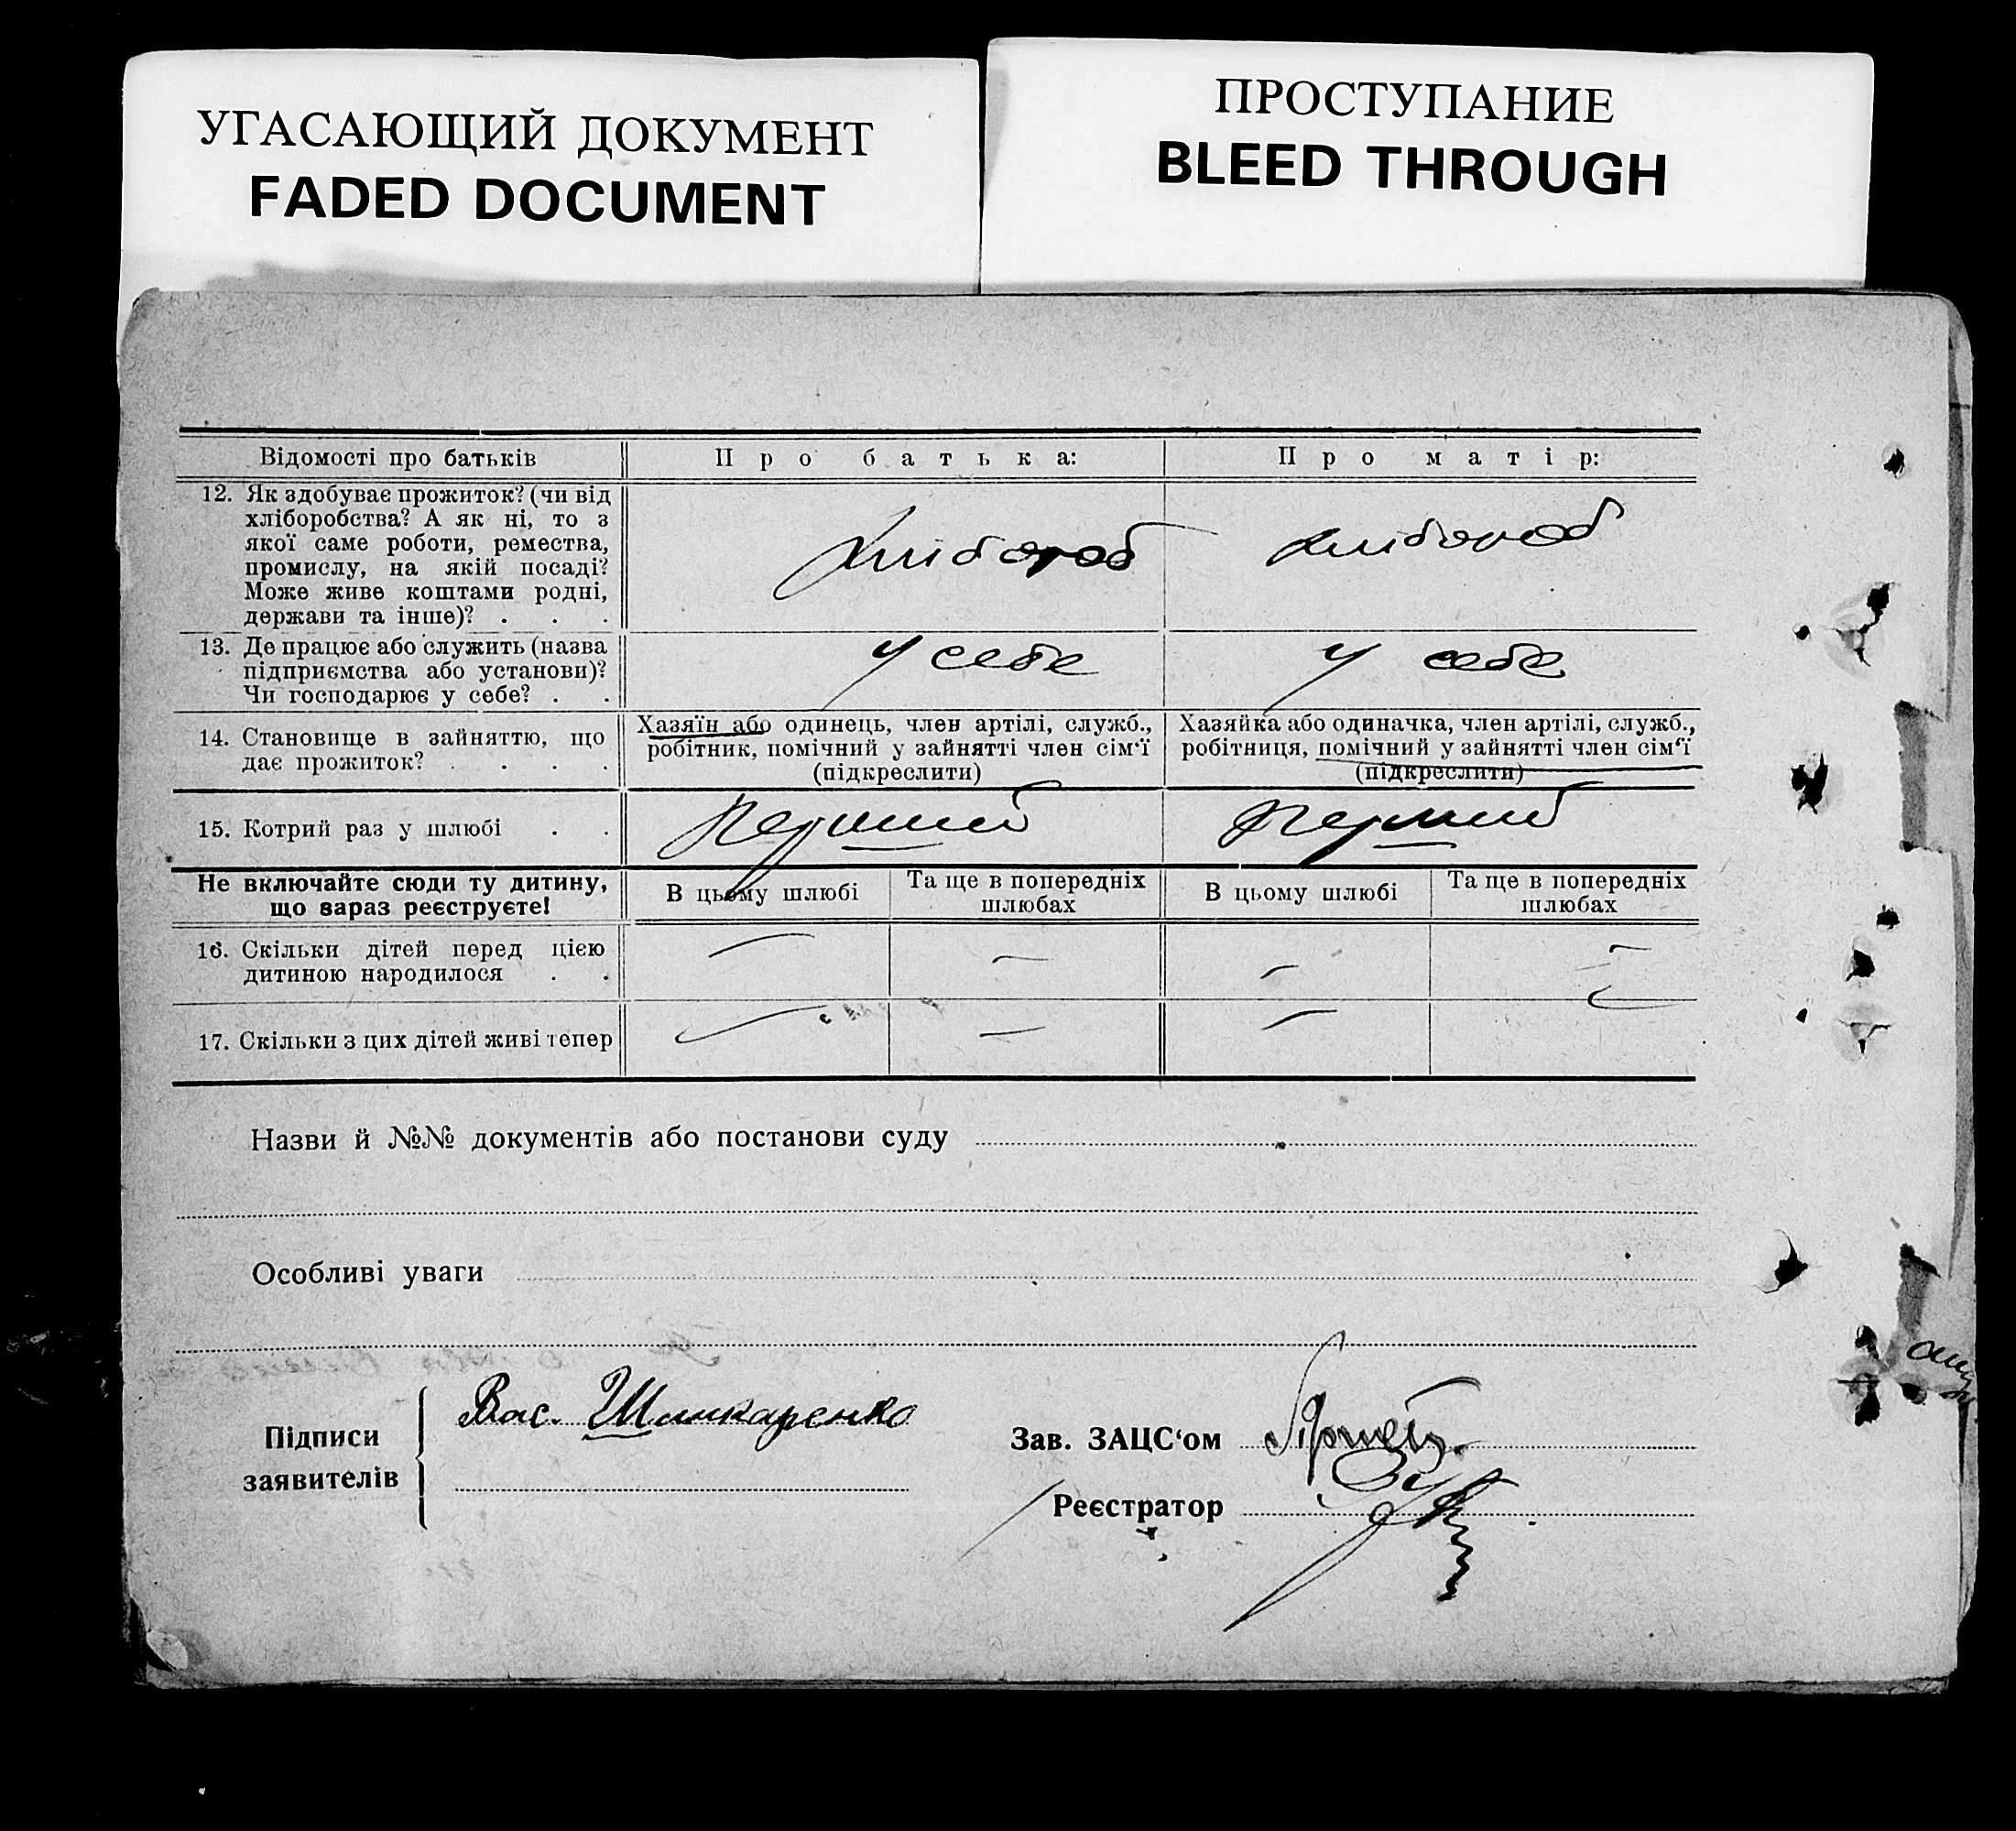 УГАСАЮЩИЙ ДОКУМЕНТ
FADED DOCUMENT
ПРОСТУПАНИЕ
BLEED THROUGH
Відомості про батьків
Про батька:
Про матір:
12. Як здобуває прожиток? (чи від
хліборобства? А як ні, то з
якої саме роботи, ремества,
промислу, на якій посаді?
Може живе коштами родні,
держави та інше)? . . .
хлібороб
хлібороб
13. Де працює або служить (назва
підприємства або установи)?
Чи господарює у себе? . .
у себе
у себе
14. Становище в зайняттю, що
дає прожиток? . . . .
Хазяїн або одинець, член артілі, служб.,
робітник, помічний у зайнятті член сім‘ї
(підкреслити)
Хазяйка або одиначка, член артілі, служб.,
робітниця, помічний у зайнятті член сім‘ї
(підкреслити)
15. Котрий раз у шлюбі . .
Перший
Перший
Не включайте сюди ту дитину,
що вараз реєструєте!
В цьому шлюбі
Та ще в попередніх
шлюбах
В цьому шлюбі
Та ще в попередніх
шлюбах
16. Скільки дітей перед цією
дитиною народилося . .
— — — —
17. Скільки з цих дітей живі тепер
— — —
Назви й №№ документів або постанови суду
Особливі уваги
Підписи
заявителів
Вас. Шинкаренко
Зав. ЗАЦС‘ом
Реєстратор